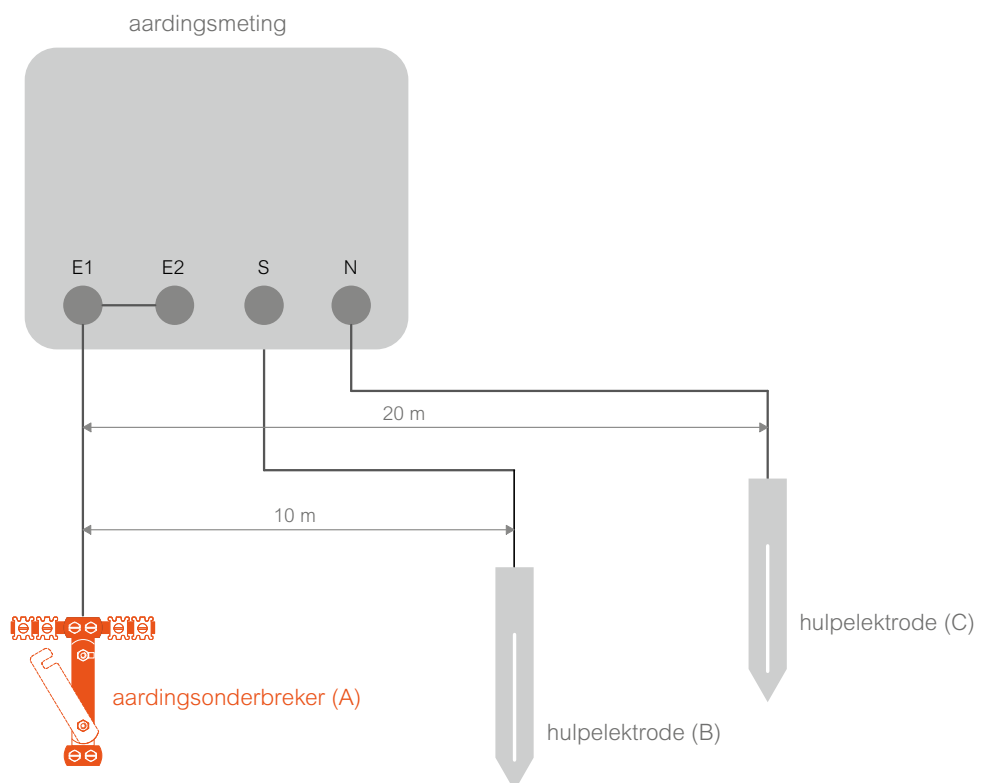 aardingsmeting
E1 E2 S N
20 m
10 m
hulpelektrode (C)
aardingsonderbreker (A)
hulpelektrode (B)